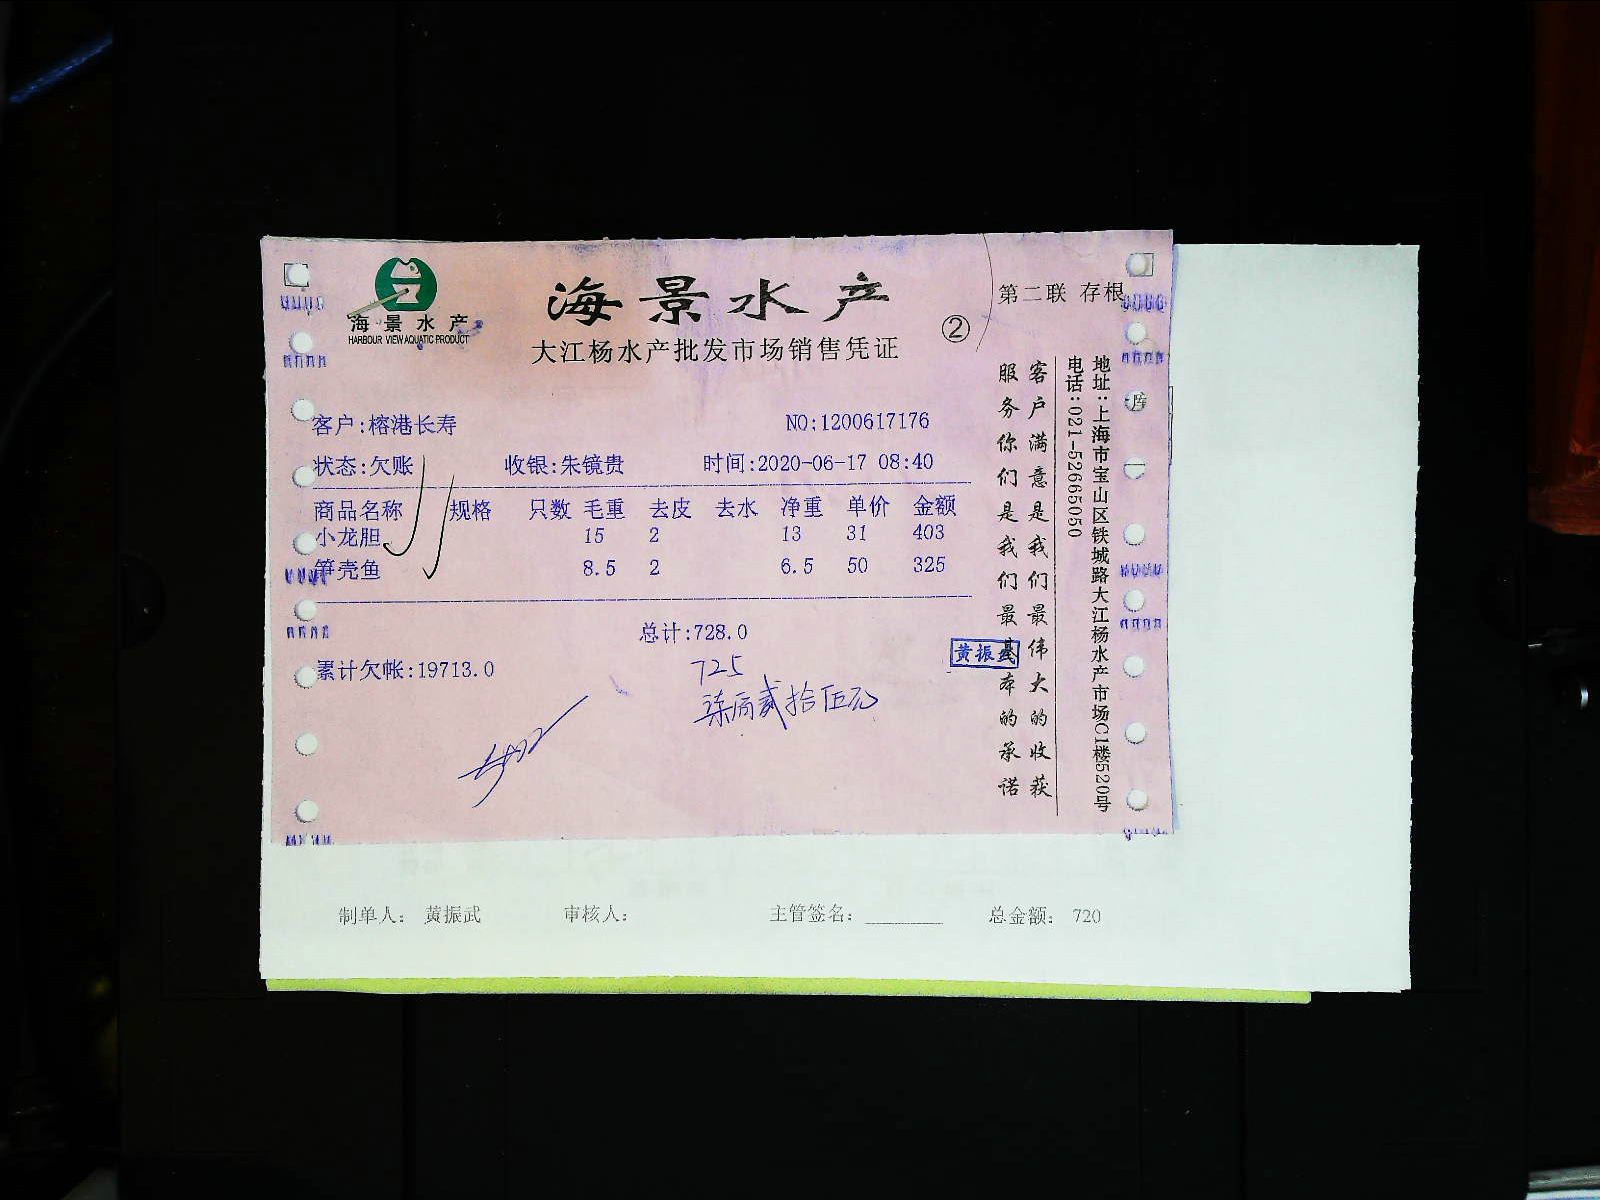 海景水产
HARBOUR VIEW AQUATIC PRODUCT
海景水产
大江杨水产批发市场销售凭证
②
第二联 存根
客户:榕港长寿 NO:1200617176
状态:欠账 收银:朱镜贵 时间:2020-06-17 08:40
商品名称 规格 只数 毛重 去皮 去水 净重 单价 金额
小龙胆 15 2 13 31 403
笋壳鱼 8.5 2 6.5 50 325
总计:728.0
累计欠帐:19713.0
725
柒佰贰拾伍元
黄振武
客户满意是我们最伟大的收获
服务你们是我们最基本的承诺
地址:上海市宝山区铁城路大江杨水产市场C1楼520号
电话:021-52665050
库
制单人: 黄振武 审核人: 主管签名: 总金额: 720